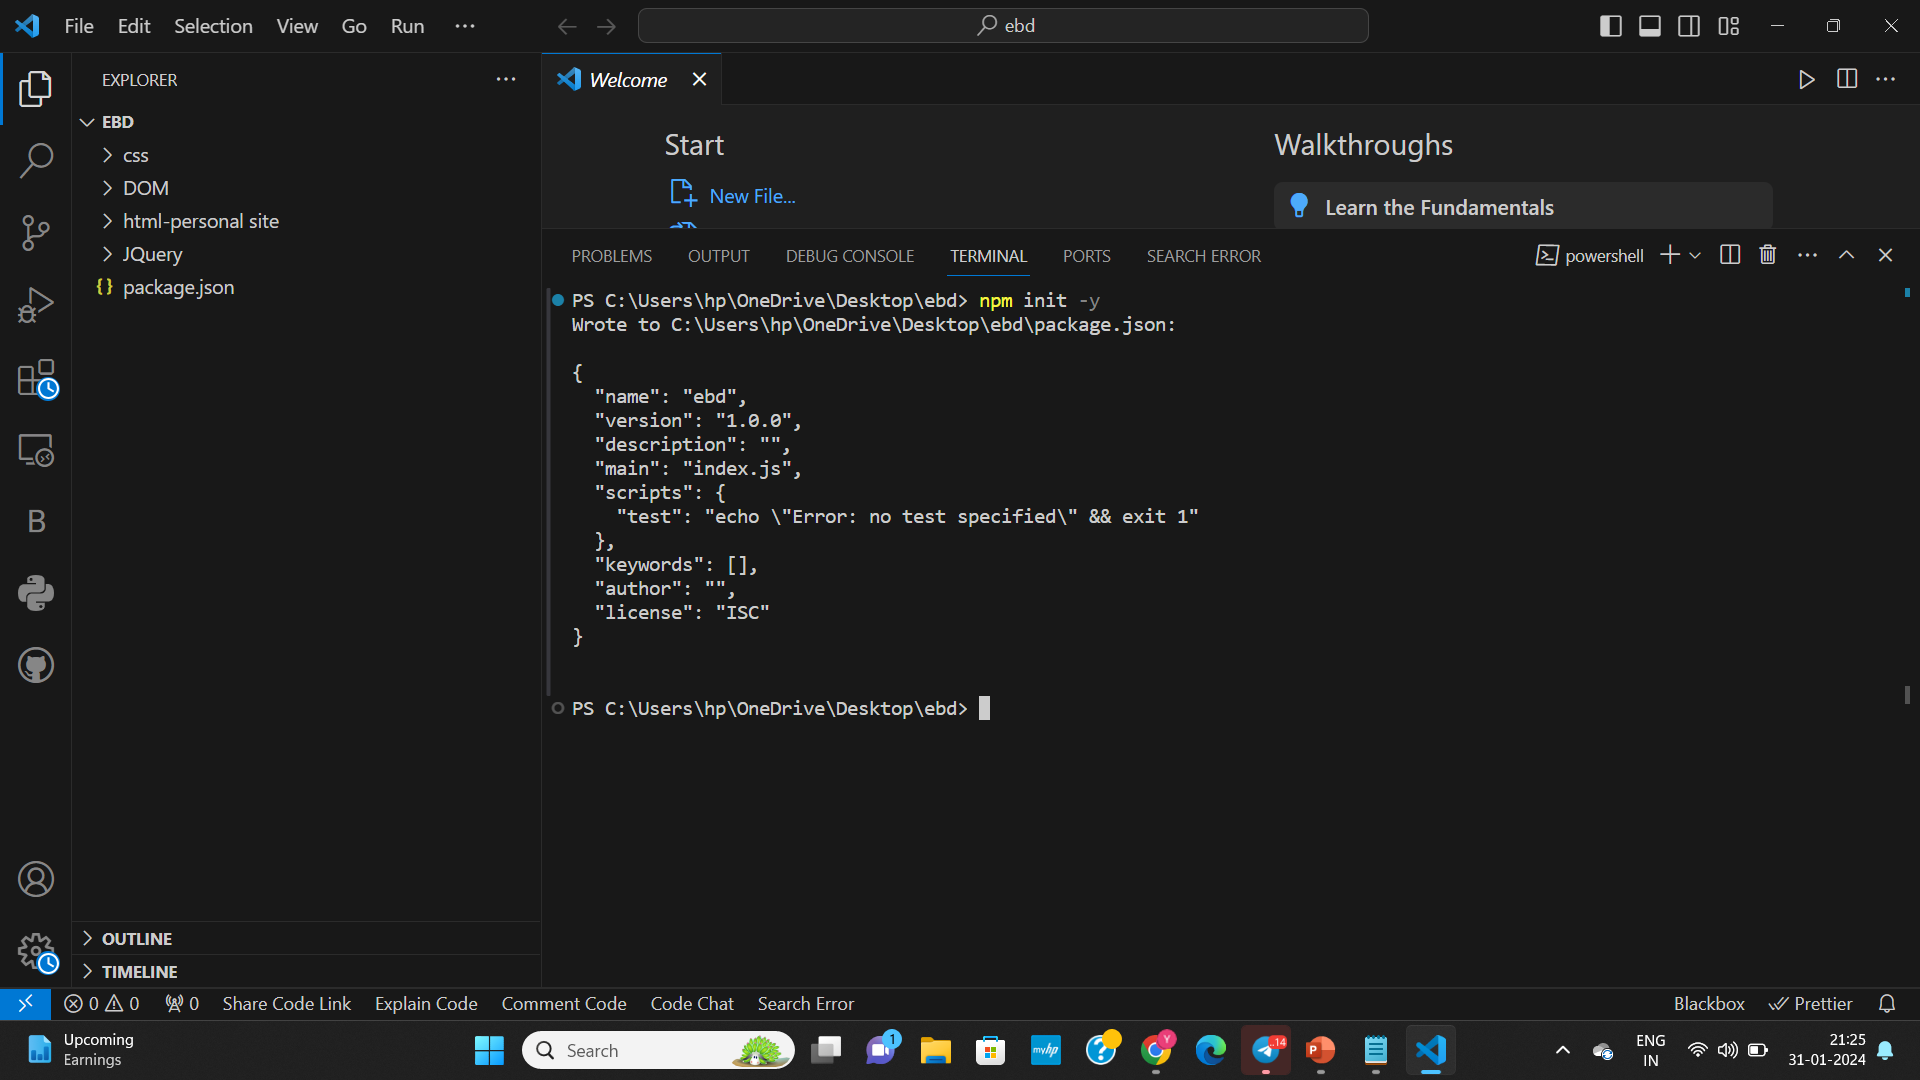 File Edit Selection View Go Run ···
ebd
EXPLORER
EBD
css
DOM
html-personal site
JQuery
{} package.json
OUTLINE
TIMELINE
Welcome
Start
New File...
Walkthroughs
Learn the Fundamentals
PROBLEMS OUTPUT DEBUG CONSOLE TERMINAL PORTS SEARCH ERROR
powershell
PS C:\Users\hp\OneDrive\Desktop\ebd> npm init -y
Wrote to C:\Users\hp\OneDrive\Desktop\ebd\package.json:
{
  "name": "ebd",
  "version": "1.0.0",
  "description": "",
  "main": "index.js",
  "scripts": {
    "test": "echo \"Error: no test specified\" && exit 1"
  },
  "keywords": [],
  "author": "",
  "license": "ISC"
}
PS C:\Users\hp\OneDrive\Desktop\ebd>
B
0 0 0 Share Code Link Explain Code Comment Code Code Chat Search Error
Blackbox Prettier
Upcoming
Earnings
Search
1
myhp
?
Y
14
P
ENG
IN
21:25
31-01-2024